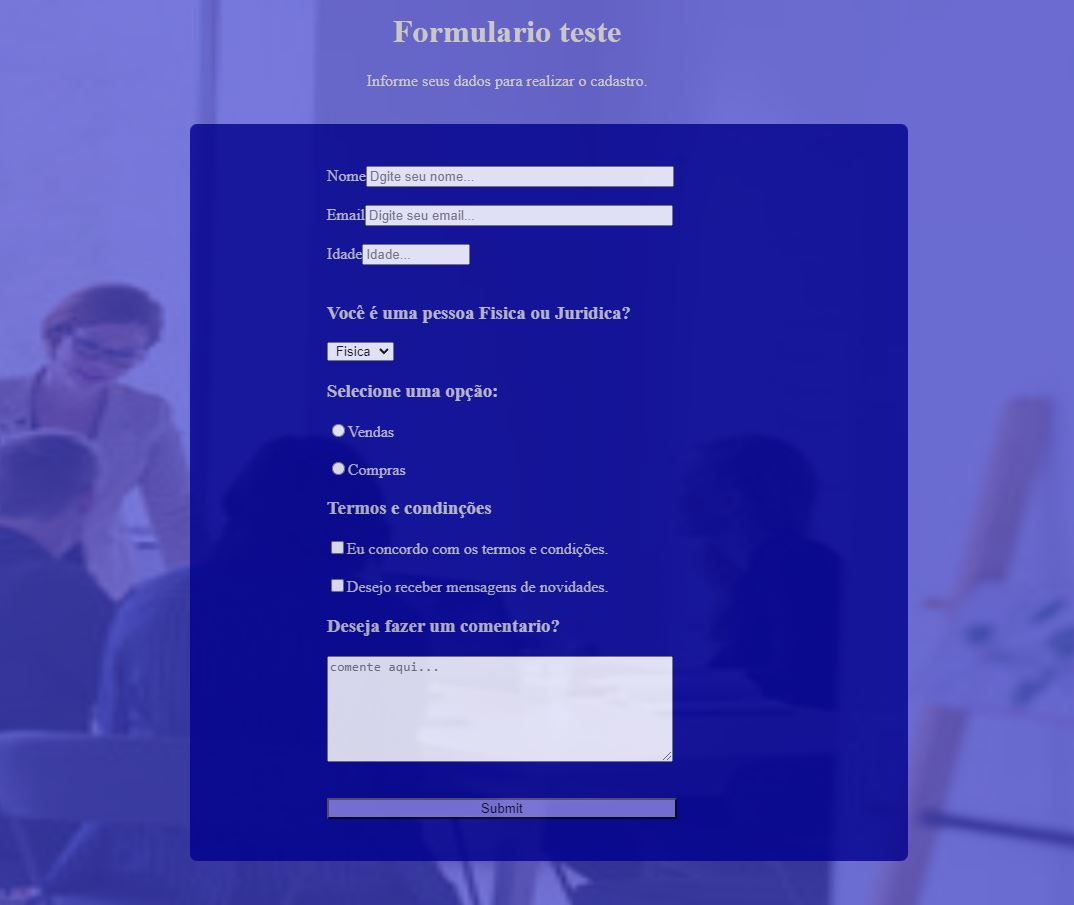 Formulario teste
Informe seus dados para realizar o cadastro.
Nome Dgite seu nome...
Email Digite seu email...
Idade Idade...
Você é uma pessoa Fisica ou Juridica?
Fisica
Selecione uma opção:
Vendas
Compras
Termos e condinções
Eu concordo com os termos e condições.
Desejo receber mensagens de novidades.
Deseja fazer um comentario?
comente aqui...
Submit